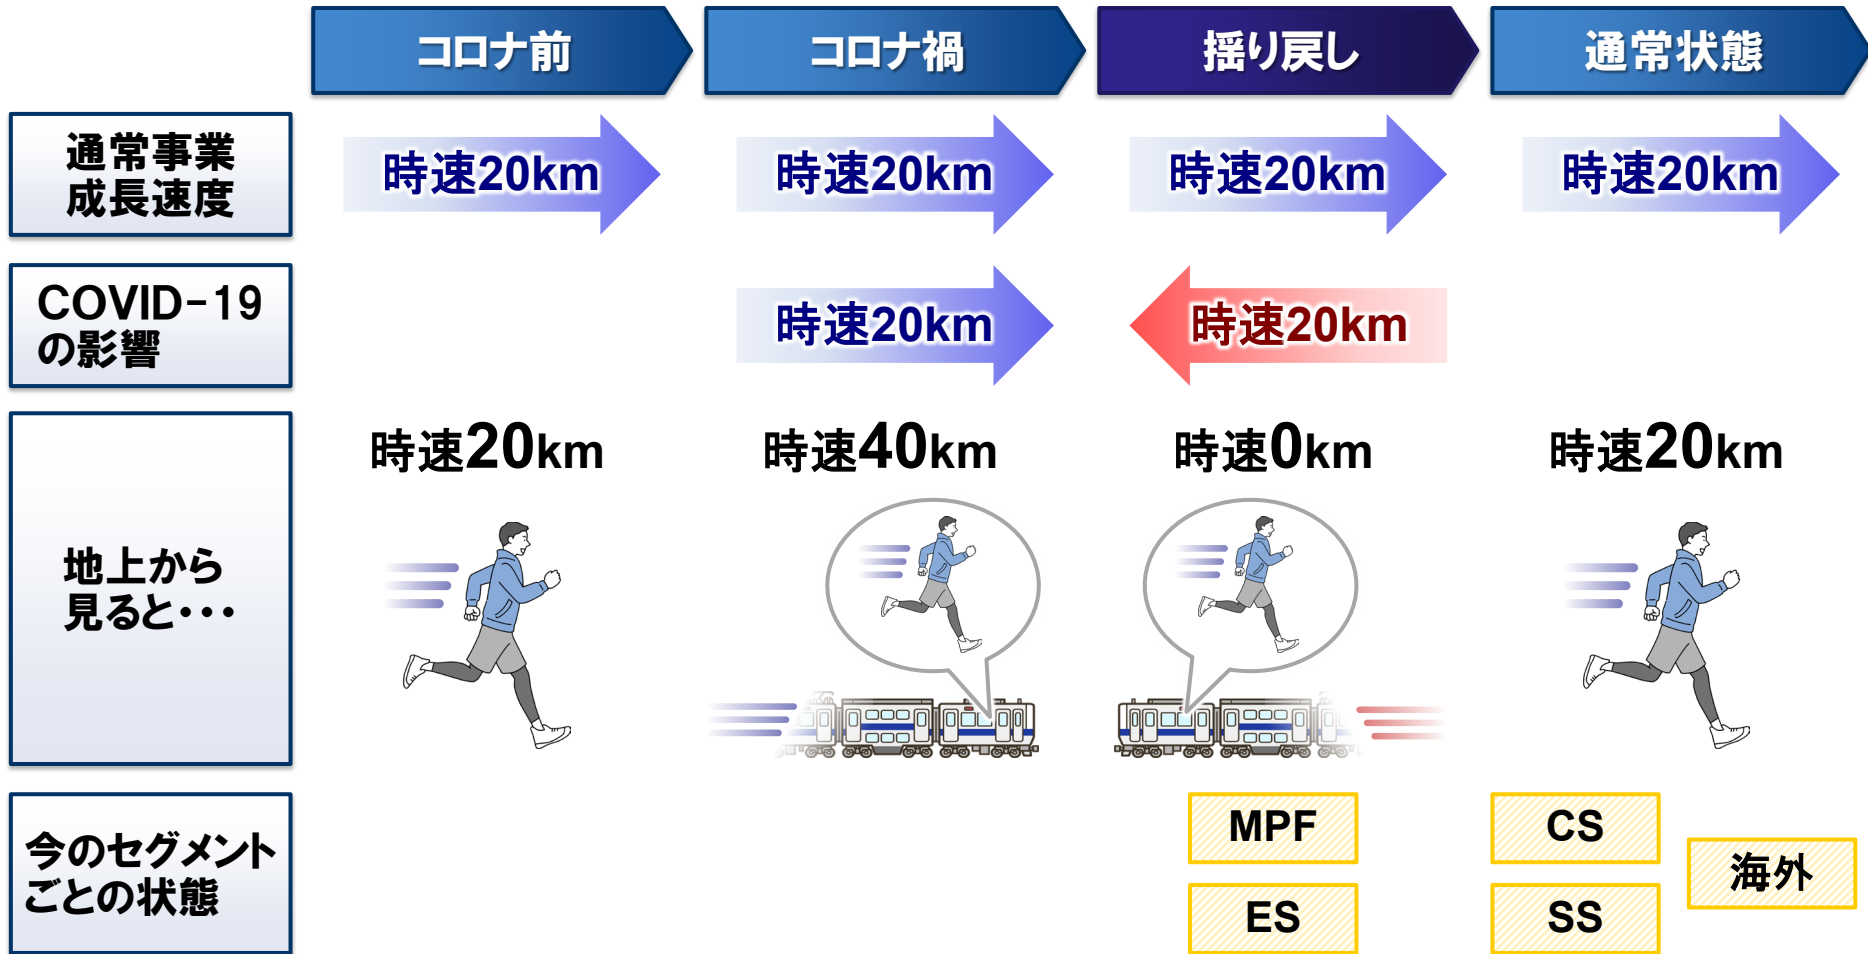 コロナ前
コロナ禍
揺り戻し
通常状態
通常事業
成長速度
時速20km
時速20km
時速20km
時速20km
COVID-19
の影響
時速20km
時速20km
地上から
見ると・・・
時速20km
時速40km
時速0km
時速20km
今のセグメント
ごとの状態
MPF
CS
海外
ES
SS